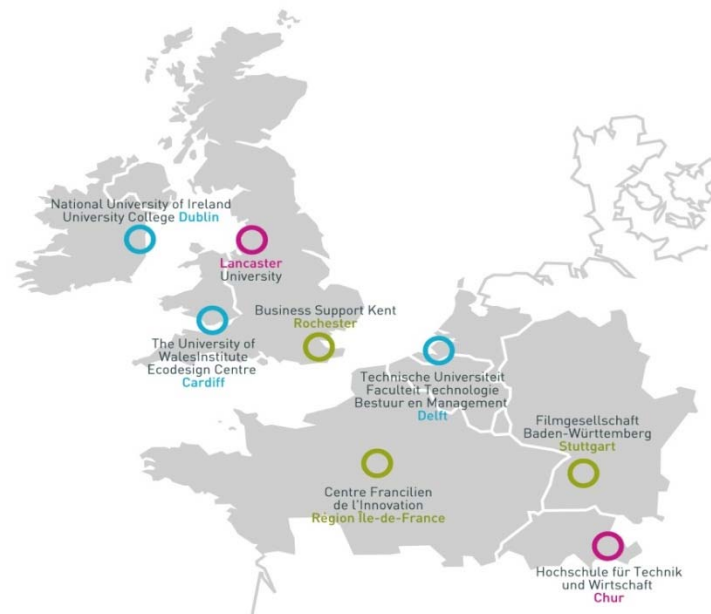 National University of Ireland
University College Dublin
Lancaster
University
Business Support Kent
Rochester
The University of
WalesInstitute
Ecodesign Centre
Cardiff
Technische Universiteit
Faculteit Technologie
Bestuur en Management
Delft
Filmgesellschaft
Baden-Württemberg
Stuttgart
Centre Francilien
de l'Innovation
Région Île-de-France
Hochschule für Technik
und Wirtschaft
Chur